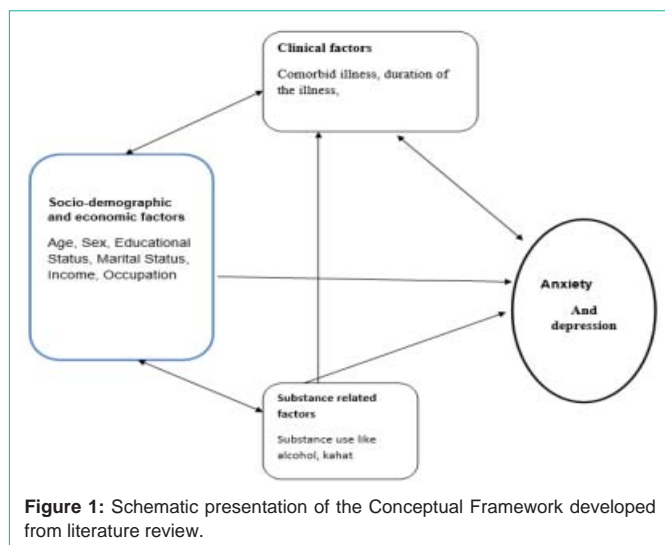 Clinical factors
Comorbid illness, duration of
the illness,
Socio-demographic
and economic factors
Age, Sex, Educational
Status, Marital Status,
Income, Occupation
Anxiety
And
depression
Substance related
factors
Substance use like
alcohol, kahat
Figure 1: Schematic presentation of the Conceptual Framework developed
from literature review.